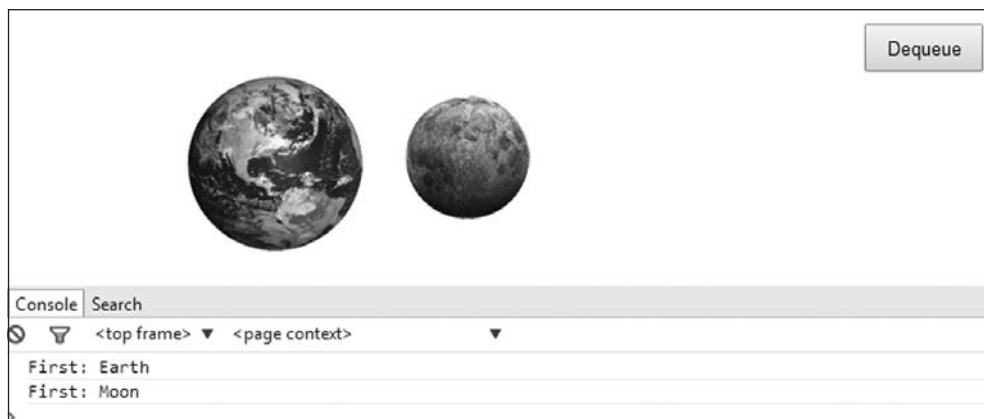 Dequeue
Console Search
<top frame> ▼ <page context> ▼
First: Earth
First: Moon